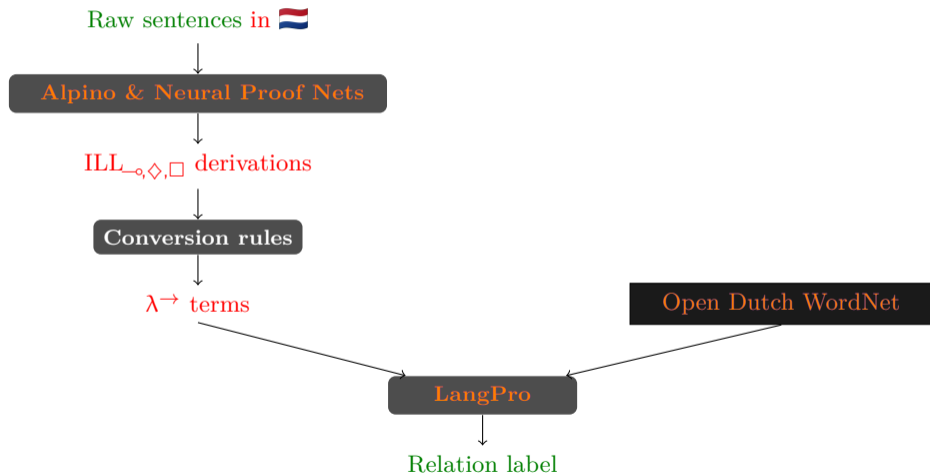 Raw sentences in 🇳🇱
Alpino & Neural Proof Nets
ILL⊸,◇,□ derivations
Conversion rules
λ→ terms
Open Dutch WordNet
LangPro
Relation label